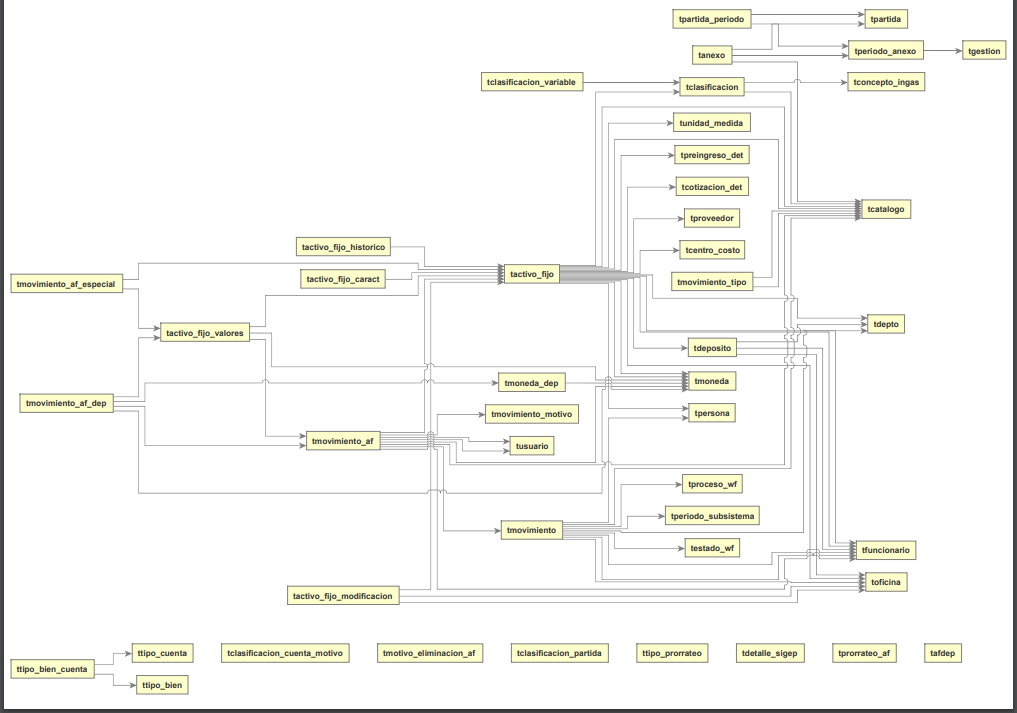 tpartida_periodo
tpartida
tanexo
tperiodo_anexo
tgestion
tclasificacion_variable
tclasificacion
tconcepto_ingas
tunidad_medida
tpreingreso_det
tcotizacion_det
tcatalogo
tproveedor
tactivo_fijo_historico
tcentro_costo
tmovimiento_af_especial
tactivo_fijo_caract
tactivo_fijo
tmovimiento_tipo
tactivo_fijo_valores
tdepto
tdeposito
tmoneda_dep
tmoneda
tmovimiento_af_dep
tmovimiento_motivo
tpersona
tmovimiento_af
tusuario
tproceso_wf
tperiodo_subsistema
tmovimiento
testado_wf
tfuncionario
tactivo_fijo_modificacion
toficina
ttipo_bien_cuenta
ttipo_cuenta
tclasificacion_cuenta_motivo
tmotivo_eliminacion_af
tclasificacion_partida
ttipo_prorrateo
tdetalle_sigep
tprorrateo_af
tafdep
ttipo_bien